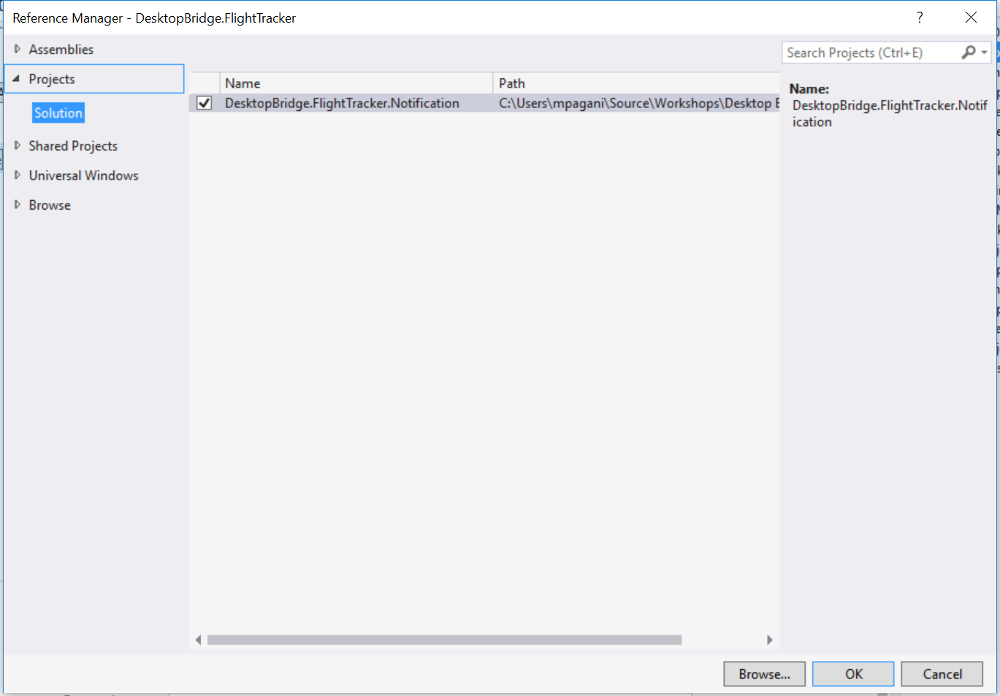 Reference Manager - DesktopBridge.FlightTracker
?
Assemblies
Search Projects (Ctrl+E)
Projects
Name
Path
Name:
DesktopBridge.FlightTracker.Notification
C:\Users\mpagani\Source\Workshops\Desktop
DesktopBridge.FlightTracker.Notif
ication
Solution
Shared Projects
Universal Windows
Browse
Browse...
OK
Cancel